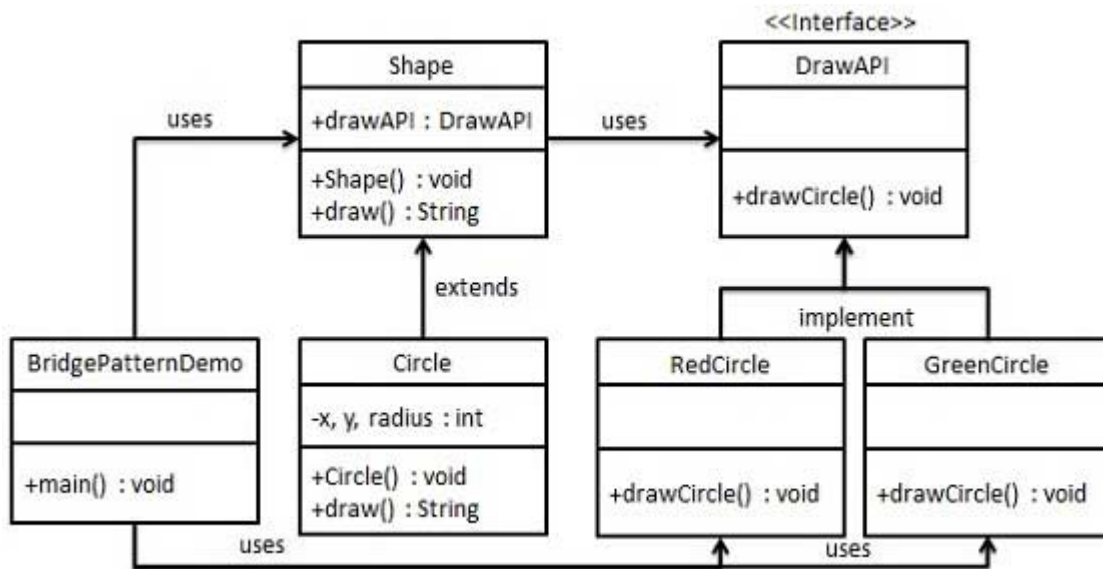 <<Interface>>
Shape
+drawAPI : DrawAPI
+Shape() : void
+draw() : String
uses
uses
DrawAPI
+drawCircle() : void
extends
implement
BridgePatternDemo
+main() : void
Circle
-x, y, radius : int
+Circle() : void
+draw() : String
RedCircle
+drawCircle() : void
GreenCircle
+drawCircle() : void
uses
uses